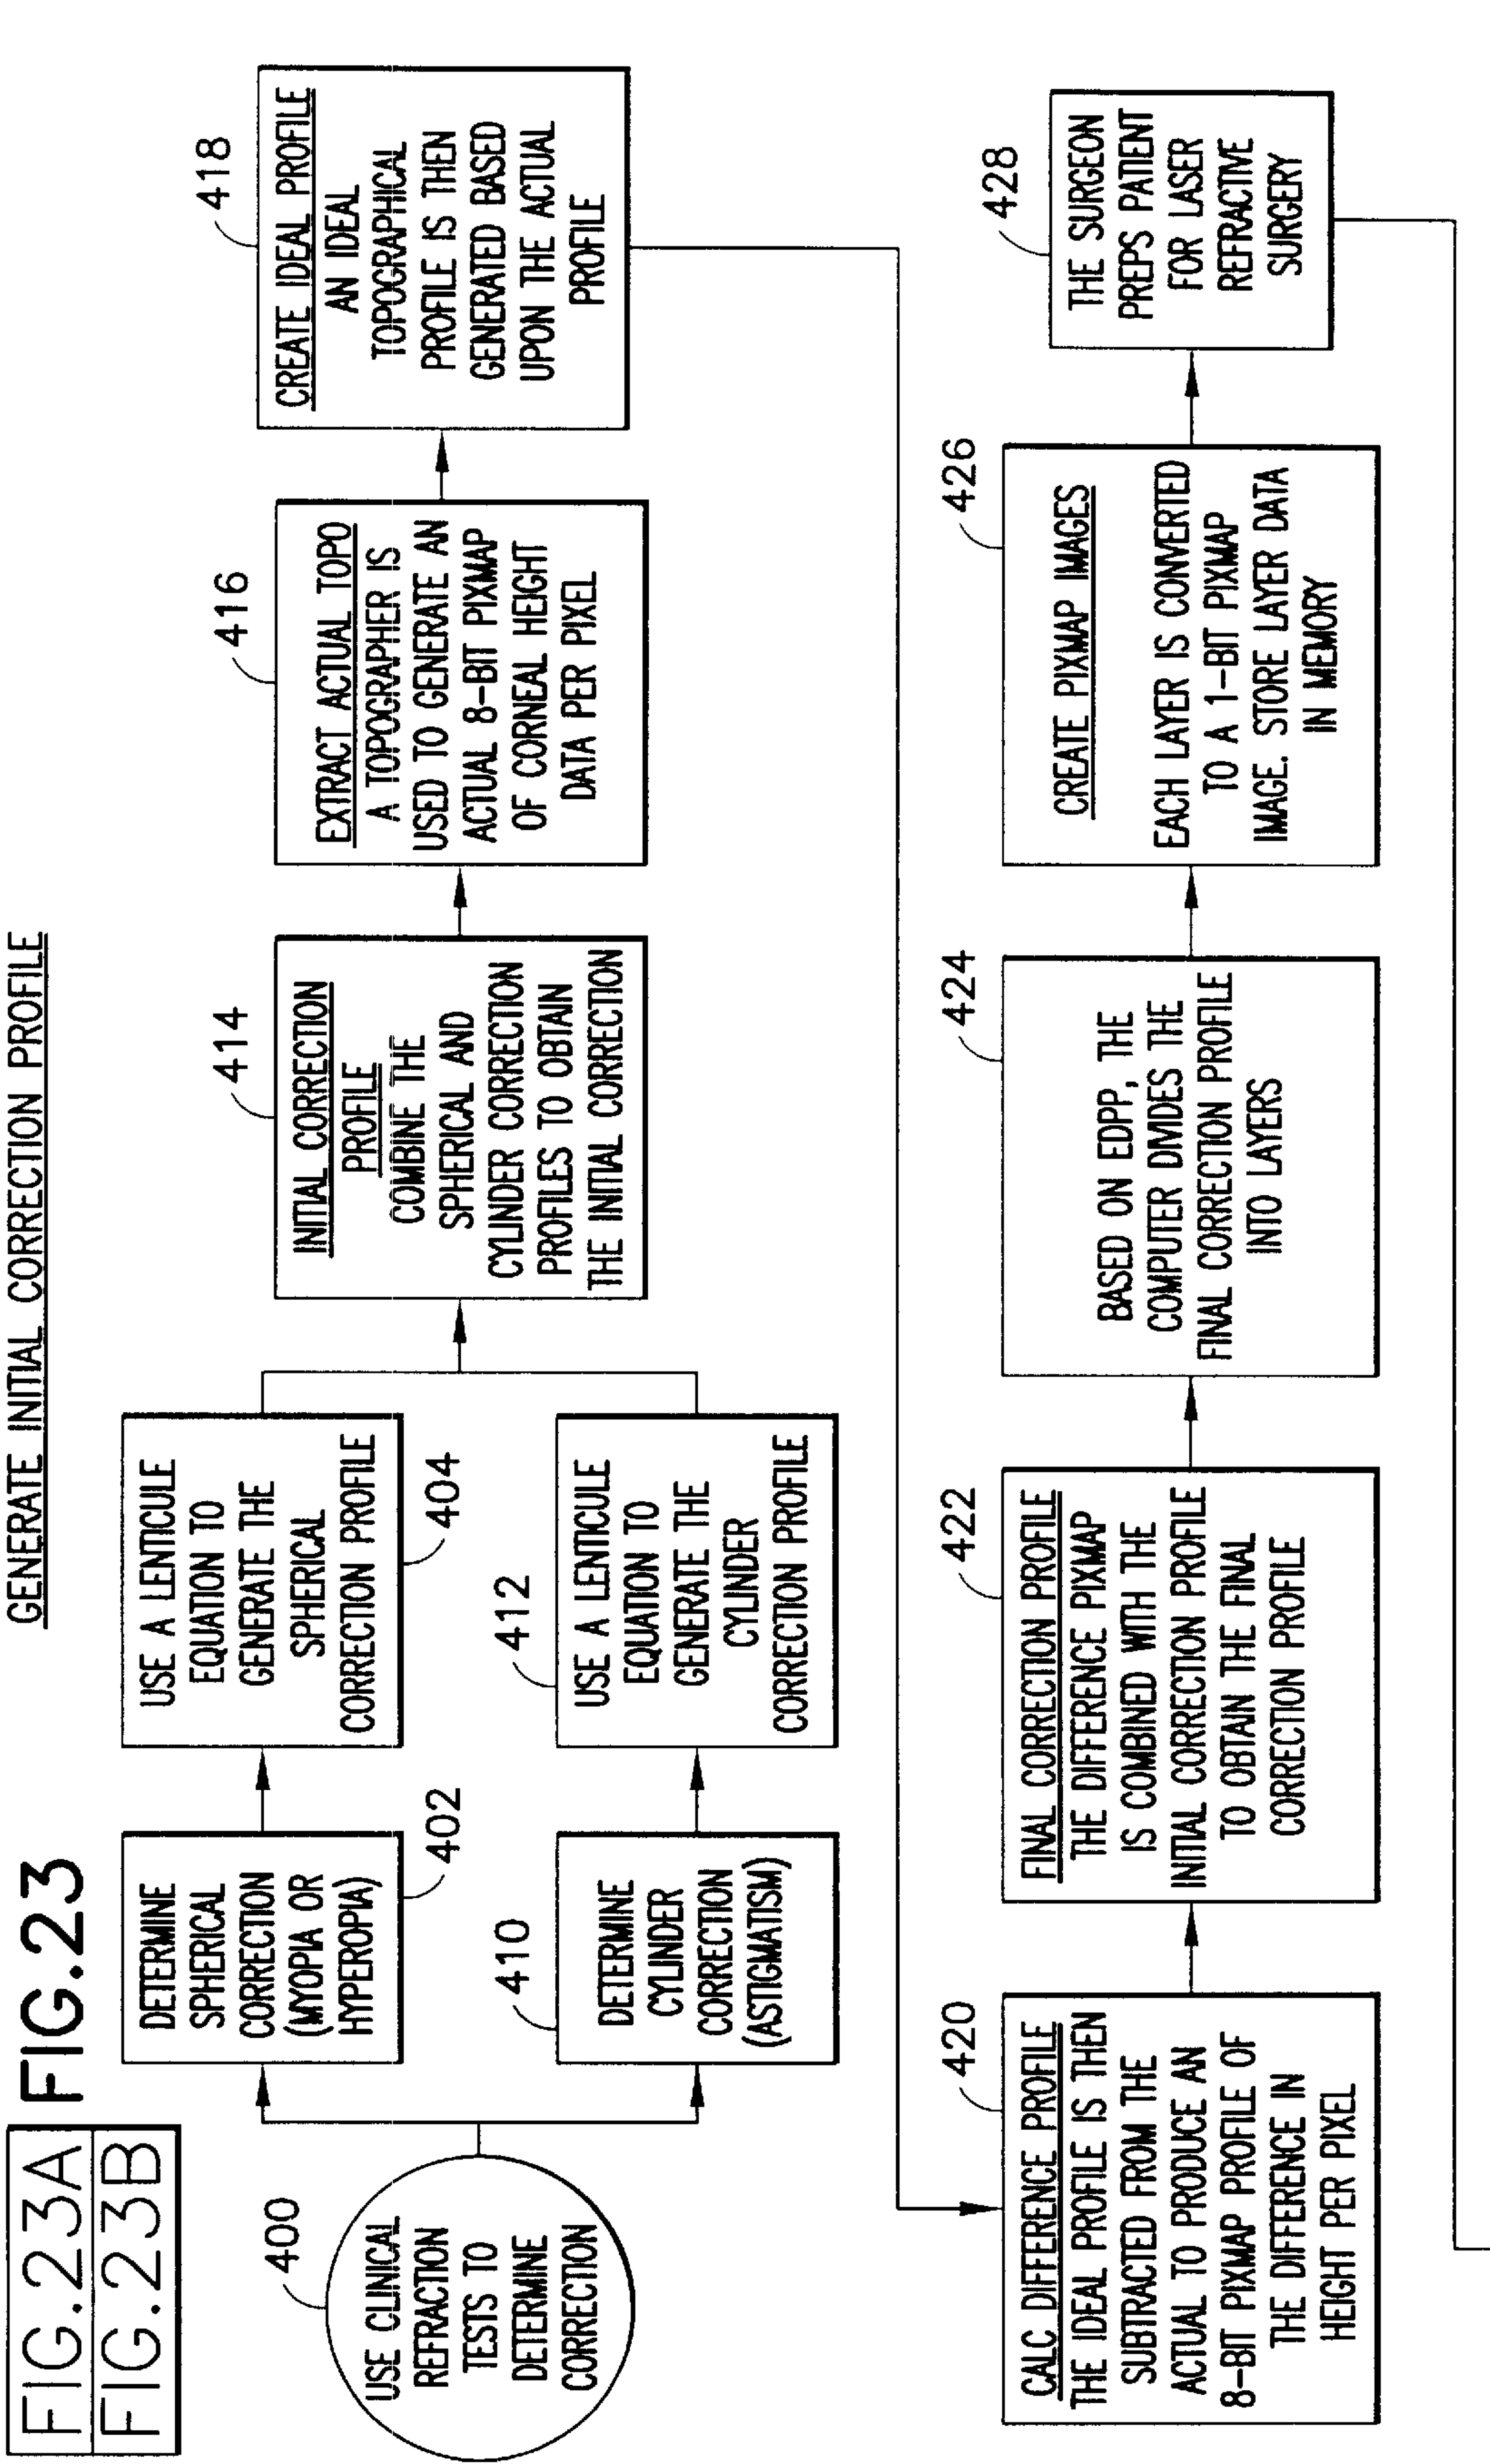 FIG.23A
FIG.23B
FIG.23
GENERATE INITIAL CORRECTION PROFILE
400
USE CLINICAL
REFRACTION
TESTS TO
DETERMINE
CORRECTION
DETERMINE
SPHERICAL
CORRECTION
(MYOPIA OR
HYPEROPIA)
402
USE A LENTICULE
EQUATION TO
GENERATE THE
SPHERICAL
CORRECTION PROFILE
404
410
DETERMINE
CYLINDER
CORRECTION
(ASTIGMATISM)
412
USE A LENTICULE
EQUATION TO
GENERATE THE
CYLINDER
CORRECTION PROFILE
414
INITIAL CORRECTION
PROFILE
COMBINE THE
SPHERICAL AND
CYLINDER CORRECTION
PROFILES TO OBTAIN
THE INITIAL CORRECTION
416
EXTRACT ACTUAL TOPO
A TOPOGRAPHER IS
USED TO GENERATE AN
ACTUAL 8-BIT PIXMAP
OF CORNEAL HEIGHT
DATA PER PIXEL
418
CREATE IDEAL PROFILE
AN IDEAL
TOPOGRAPHICAL
PROFILE IS THEN
GENERATED BASED
UPON THE ACTUAL
PROFILE
420
CALC DIFFERENCE PROFILE
THE IDEAL PROFILE IS THEN
SUBTRACTED FROM THE
ACTUAL TO PRODUCE AN
8-BIT PIXMAP PROFILE OF
THE DIFFERENCE IN
HEIGHT PER PIXEL
422
FINAL CORRECTION PROFILE
THE DIFFERENCE PIXMAP
IS COMBINED WITH THE
INITIAL CORRECTION PROFILE
TO OBTAIN THE FINAL
CORRECTION PROFILE
424
BASED ON EDPP, THE
COMPUTER DIVIDES THE
FINAL CORRECTION PROFILE
INTO LAYERS
426
CREATE PIXMAP IMAGES
EACH LAYER IS CONVERTED
TO A 1-BIT PIXMAP
IMAGE. STORE LAYER DATA
IN MEMORY
428
THE SURGEON
PREPS PATIENT
FOR LASER
REFRACTIVE
SURGERY